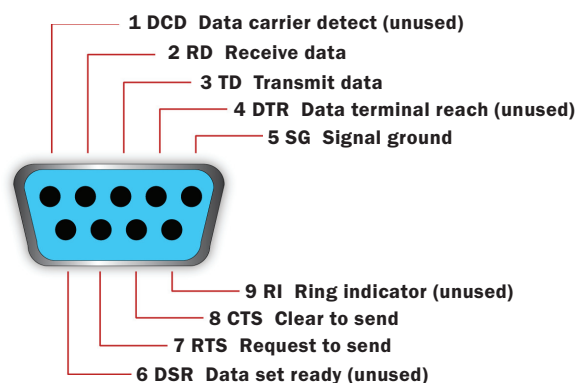 1 DCD Data carrier detect (unused)
2 RD Receive data
3 TD Transmit data
4 DTR Data terminal reach (unused)
5 SG Signal ground
9 RI Ring indicator (unused)
8 CTS Clear to send
7 RTS Request to send
6 DSR Data set ready (unused)